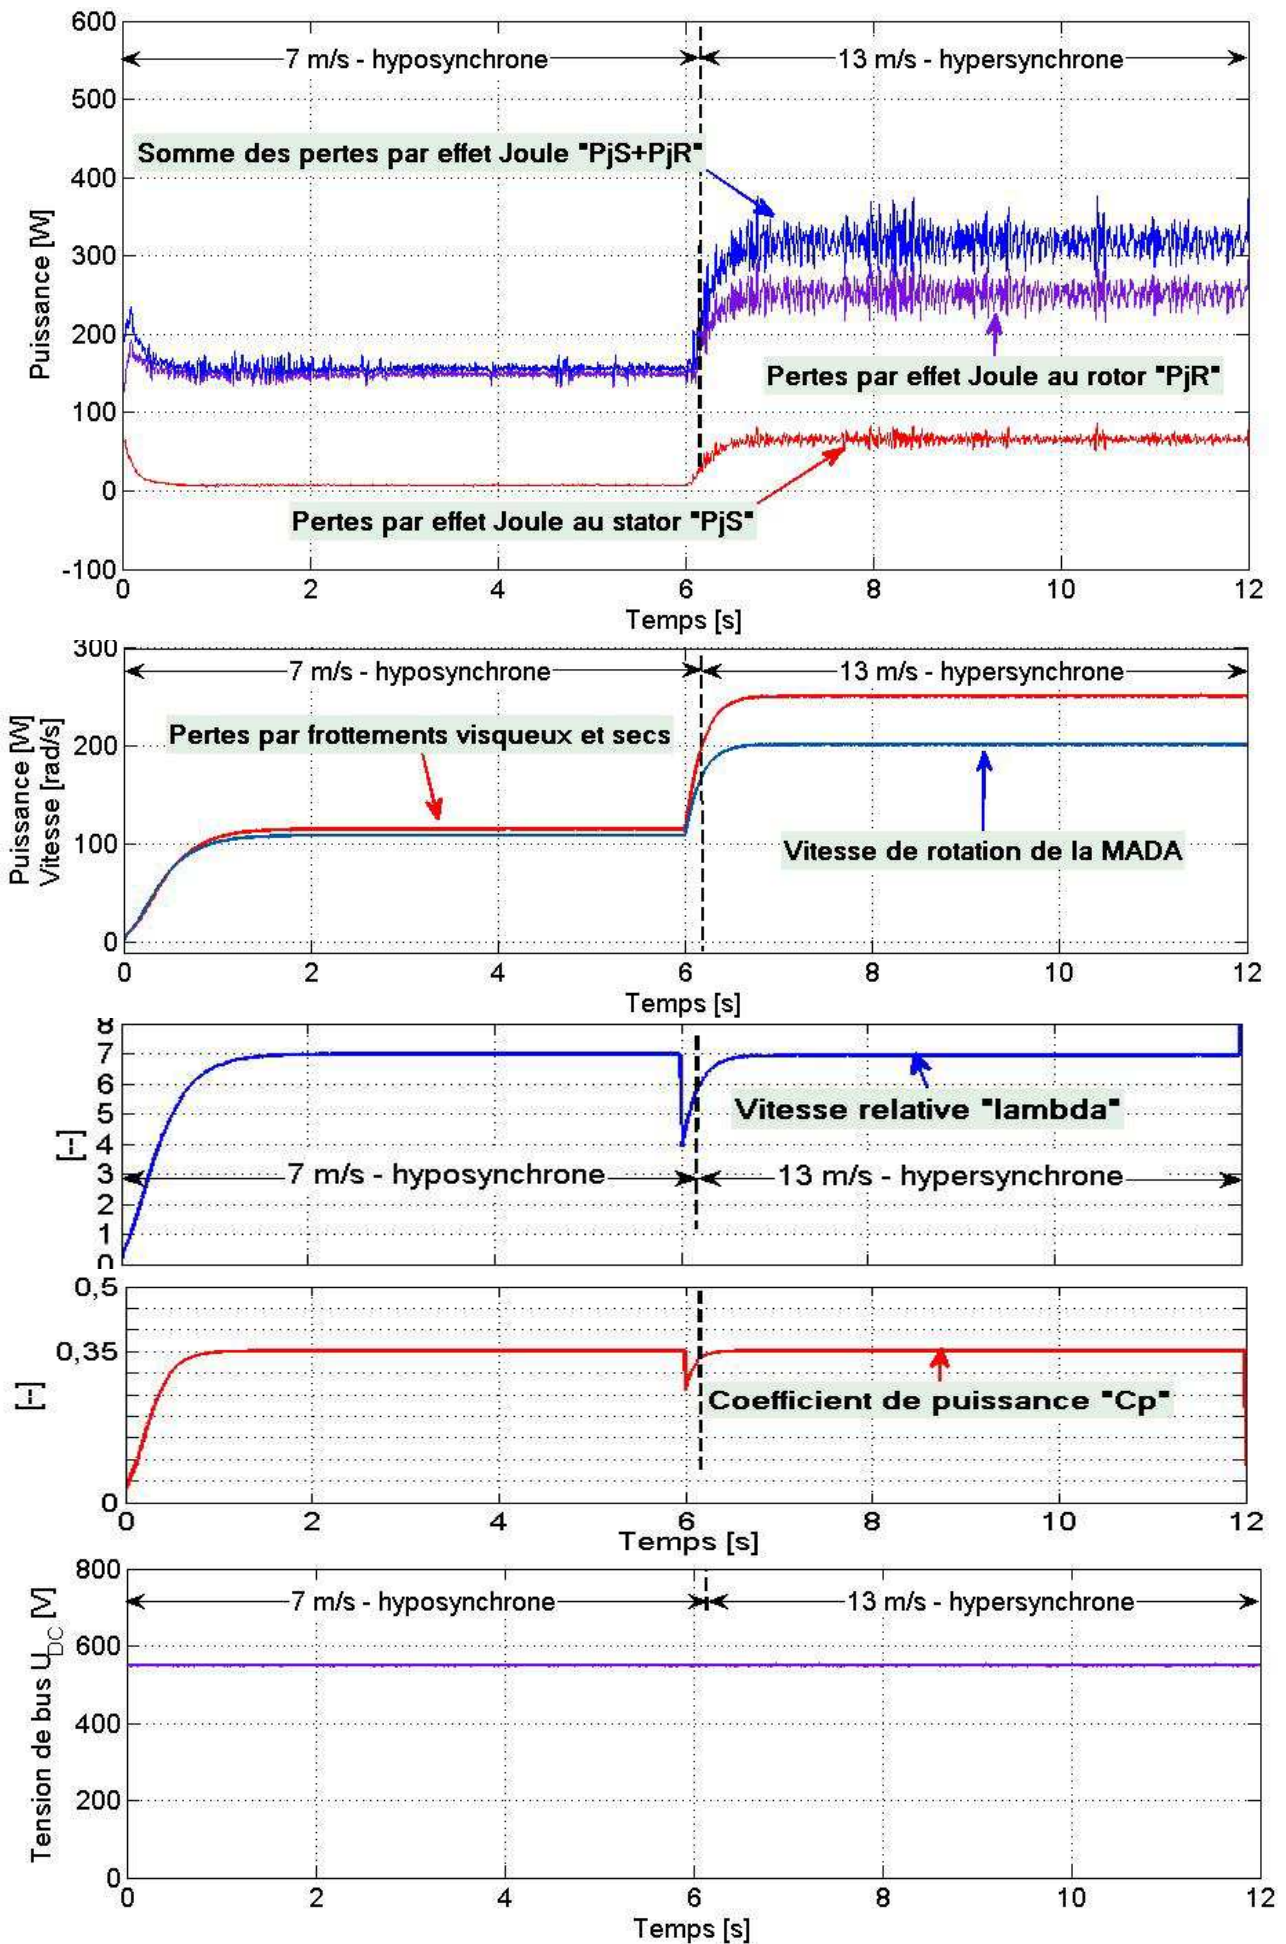 600
7 m/s - hyposynchrone
13 m/s - hypersynchrone
500
Somme des pertes par effet Joule "PjS+PjR"
400
Puissance [W]
300
200
Pertes par effet Joule au rotor "PjR"
100
0
Pertes par effet Joule au stator "PjS"
-100
0 2 4 6 8 10 12
Temps [s]
300
7 m/s - hyposynchrone
13 m/s - hypersynchrone
Pertes par frottements visqueux et secs
200
Puissance [W]
Vitesse [rad/s]
100
Vitesse de rotation de la MADA
0
0 2 4 6 8 10 12
Temps [s]
8
7
6
Vitesse relative "lambda"
5
4
[--]
3
7 m/s - hyposynchrone
13 m/s - hypersynchrone
2
1
0
0,5
0,35
[--]
Coefficient de puissance "Cp"
0
0 2 4 6 8 10 12
Temps [s]
800
7 m/s - hyposynchrone
13 m/s - hypersynchrone
Tension de bus U_DC [V]
600
400
200
0
0 2 4 6 8 10 12
Temps [s]